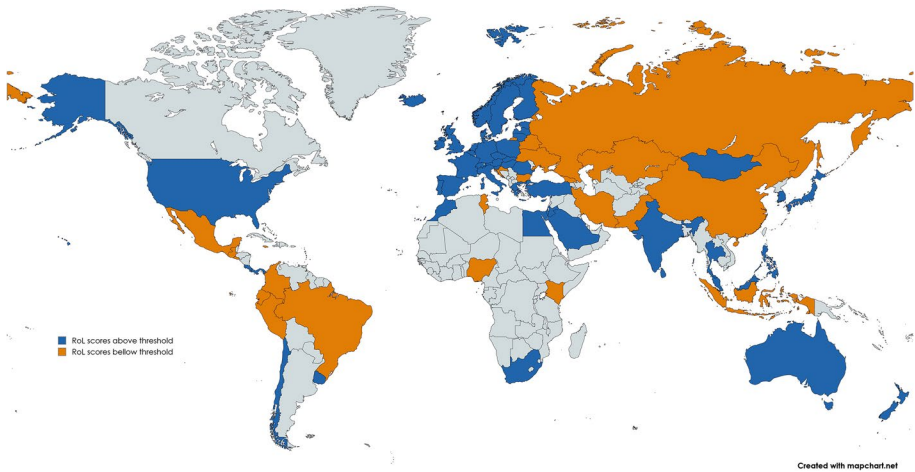 RoL scores above threshold
RoL scores bellow threshold
Created with mapchart.net